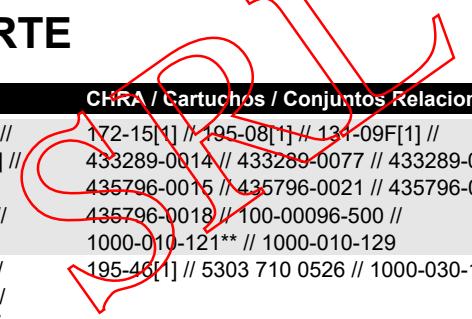 RTE
CHRA / Cartuchos / Conjuntos Relacion
// 172-15[1] // 195-08[1] // 131-09F[1] //
] // 433289-0014 // 433289-0077 // 433289-0
435796-0015 // 435796-0021 // 435796-0
// 435796-0018 // 100-00096-500 //
1000-010-121** // 1000-010-129
/ 195-46[1] // 5303 710 0526 // 1000-030-1
/
SRL